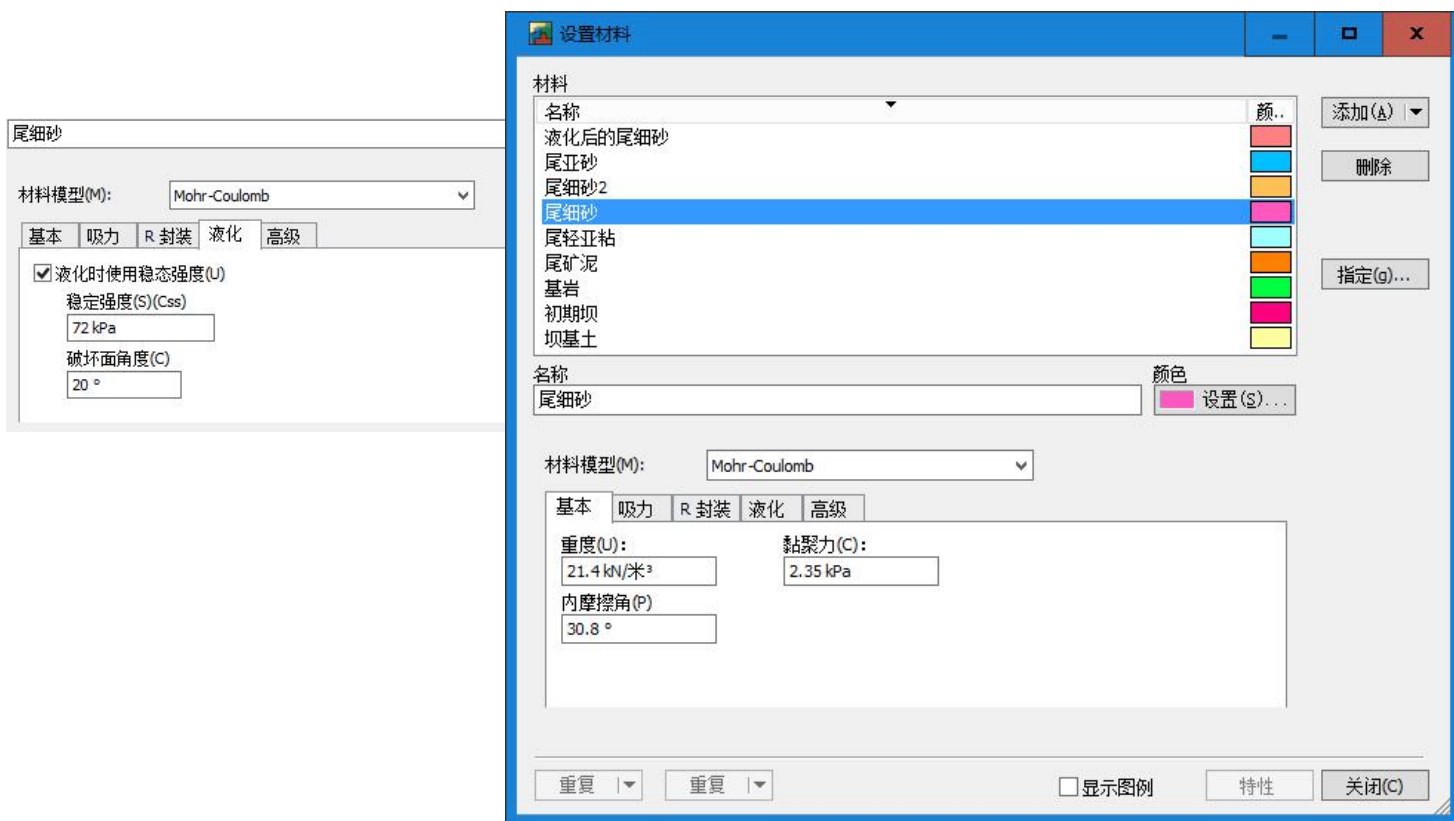 尾细砂
材料模型(M):
Mohr-Coulomb
基本 吸力 R 封装 液化 高级
液化时使用稳态强度(U)
稳定强度(S)(Css)
72 kPa
破坏面角度(C)
20 °
设置材料
材料
名称
颜..
添加(A)
液化后的尾细砂
尾亚砂
删除
尾细砂2
尾细砂
尾轻亚粘
尾矿泥
指定(g)...
基岩
初期坝
坝基土
名称
颜色
尾细砂
设置(S)...
材料模型(M):
Mohr-Coulomb
基本 吸力 R 封装 液化 高级
重度(U):
黏聚力(C):
21.4 kN/米³
2.35 kPa
内摩擦角(P)
30.8 °
重复
重复
显示图例
特性
关闭(C)